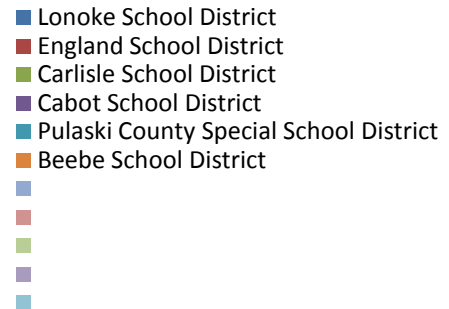 Lonoke School District
England School District
Carlisle School District
Cabot School District
Pulaski County Special School District
Beebe School District